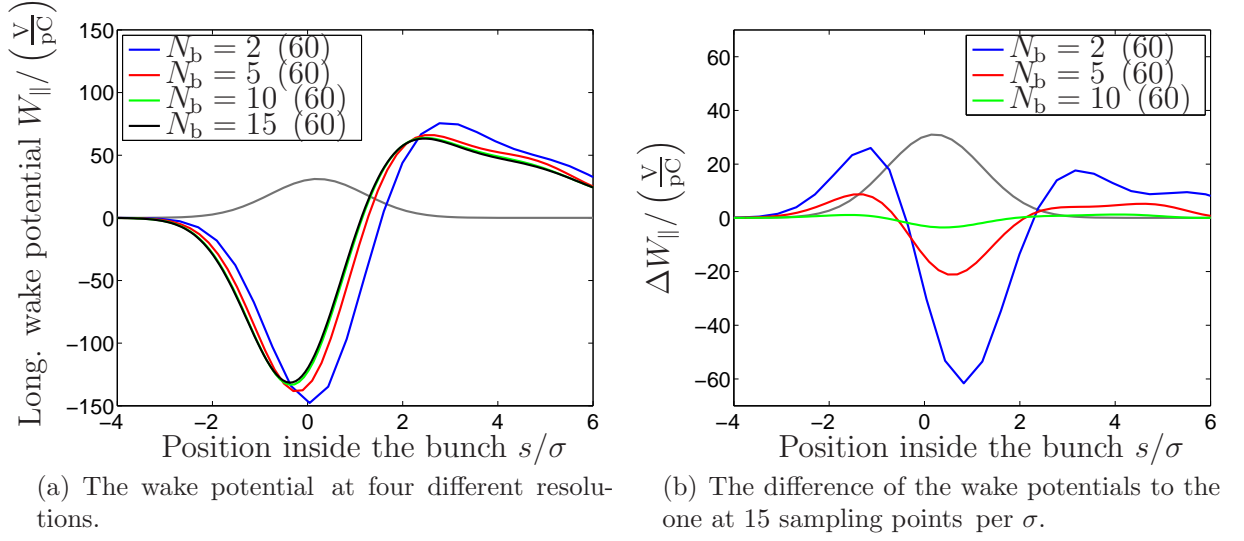 Long. wake potential W∥/(V/pC)
150
100
50
0
−50
−100
−150
−4
−2
0
2
4
6
N_b = 2 (60)
N_b = 5 (60)
N_b = 10 (60)
N_b = 15 (60)
Position inside the bunch s/σ
(a) The wake potential at four different resolu-
tions.
ΔW∥/(V/pC)
60
40
20
0
−20
−40
−60
−4
−2
0
2
4
6
N_b = 2 (60)
N_b = 5 (60)
N_b = 10 (60)
Position inside the bunch s/σ
(b) The difference of the wake potentials to the
one at 15 sampling points per σ.